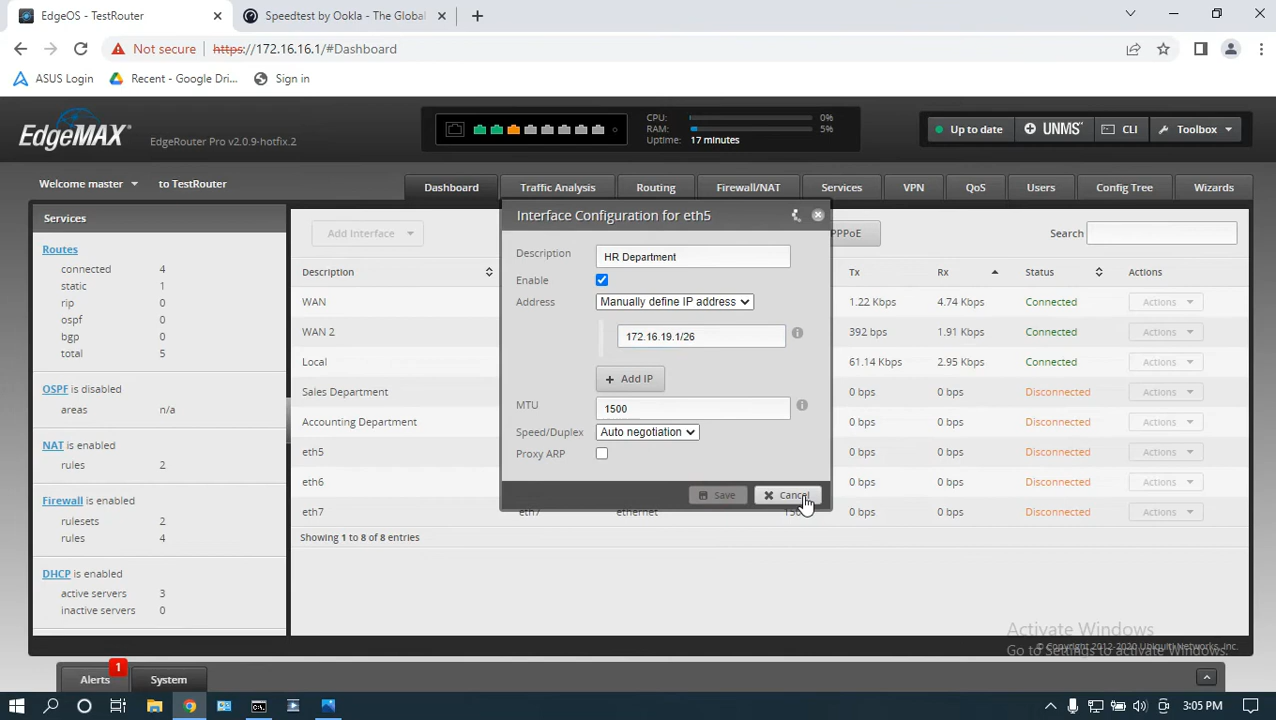 EdgeOS - TestRouter
Speedtest by Ookla - The Global
Not secure
https://172.16.16.1/#Dashboard
ASUS Login
Recent - Google Driv...
Sign in
EdgeMAX
EdgeRouter Pro v2.0.9-hotfix.2
CPU: 0%
RAM: 5%
Uptime: 17 minutes
Up to date
UNMS
CLI
Toolbox
Welcome master
to TestRouter
Dashboard
Traffic Analysis
Routing
Firewall/NAT
Services
VPN
QoS
Users
Config Tree
Wizards
Services
Routes
connected 4
static 1
rip 0
ospf 0
bgp 0
total 5
OSPF is disabled
areas n/a
NAT is enabled
rules 2
Firewall is enabled
rulesets 2
rules 4
DHCP is enabled
active servers 3
inactive servers 0
Add Interface
PPPoE
Search
Description
Tx
Rx
Status
Actions
WAN 1.22 Kbps 4.74 Kbps Connected Actions
WAN 2 392 bps 1.91 Kbps Connected Actions
Local 61.14 Kbps 2.95 Kbps Connected Actions
Sales Department 0 bps 0 bps Disconnected Actions
Accounting Department 0 bps 0 bps Disconnected Actions
eth5 0 bps 0 bps Disconnected Actions
eth6 0 bps 0 bps Disconnected Actions
eth7 eth7 ethernet 0 bps 0 bps Disconnected Actions
Showing 1 to 8 of 8 entries
Interface Configuration for eth5
Description HR Department
Enable
Address Manually define IP address
172.16.19.1/26
+ Add IP
MTU 1500
Speed/Duplex Auto negotiation
Proxy ARP
Save
Cancel
Activate Windows
Go to Settings to activate Windows.
© Copyright 2012-2020 Ubiquiti Networks, Inc.
Alerts 1
System
3:05 PM